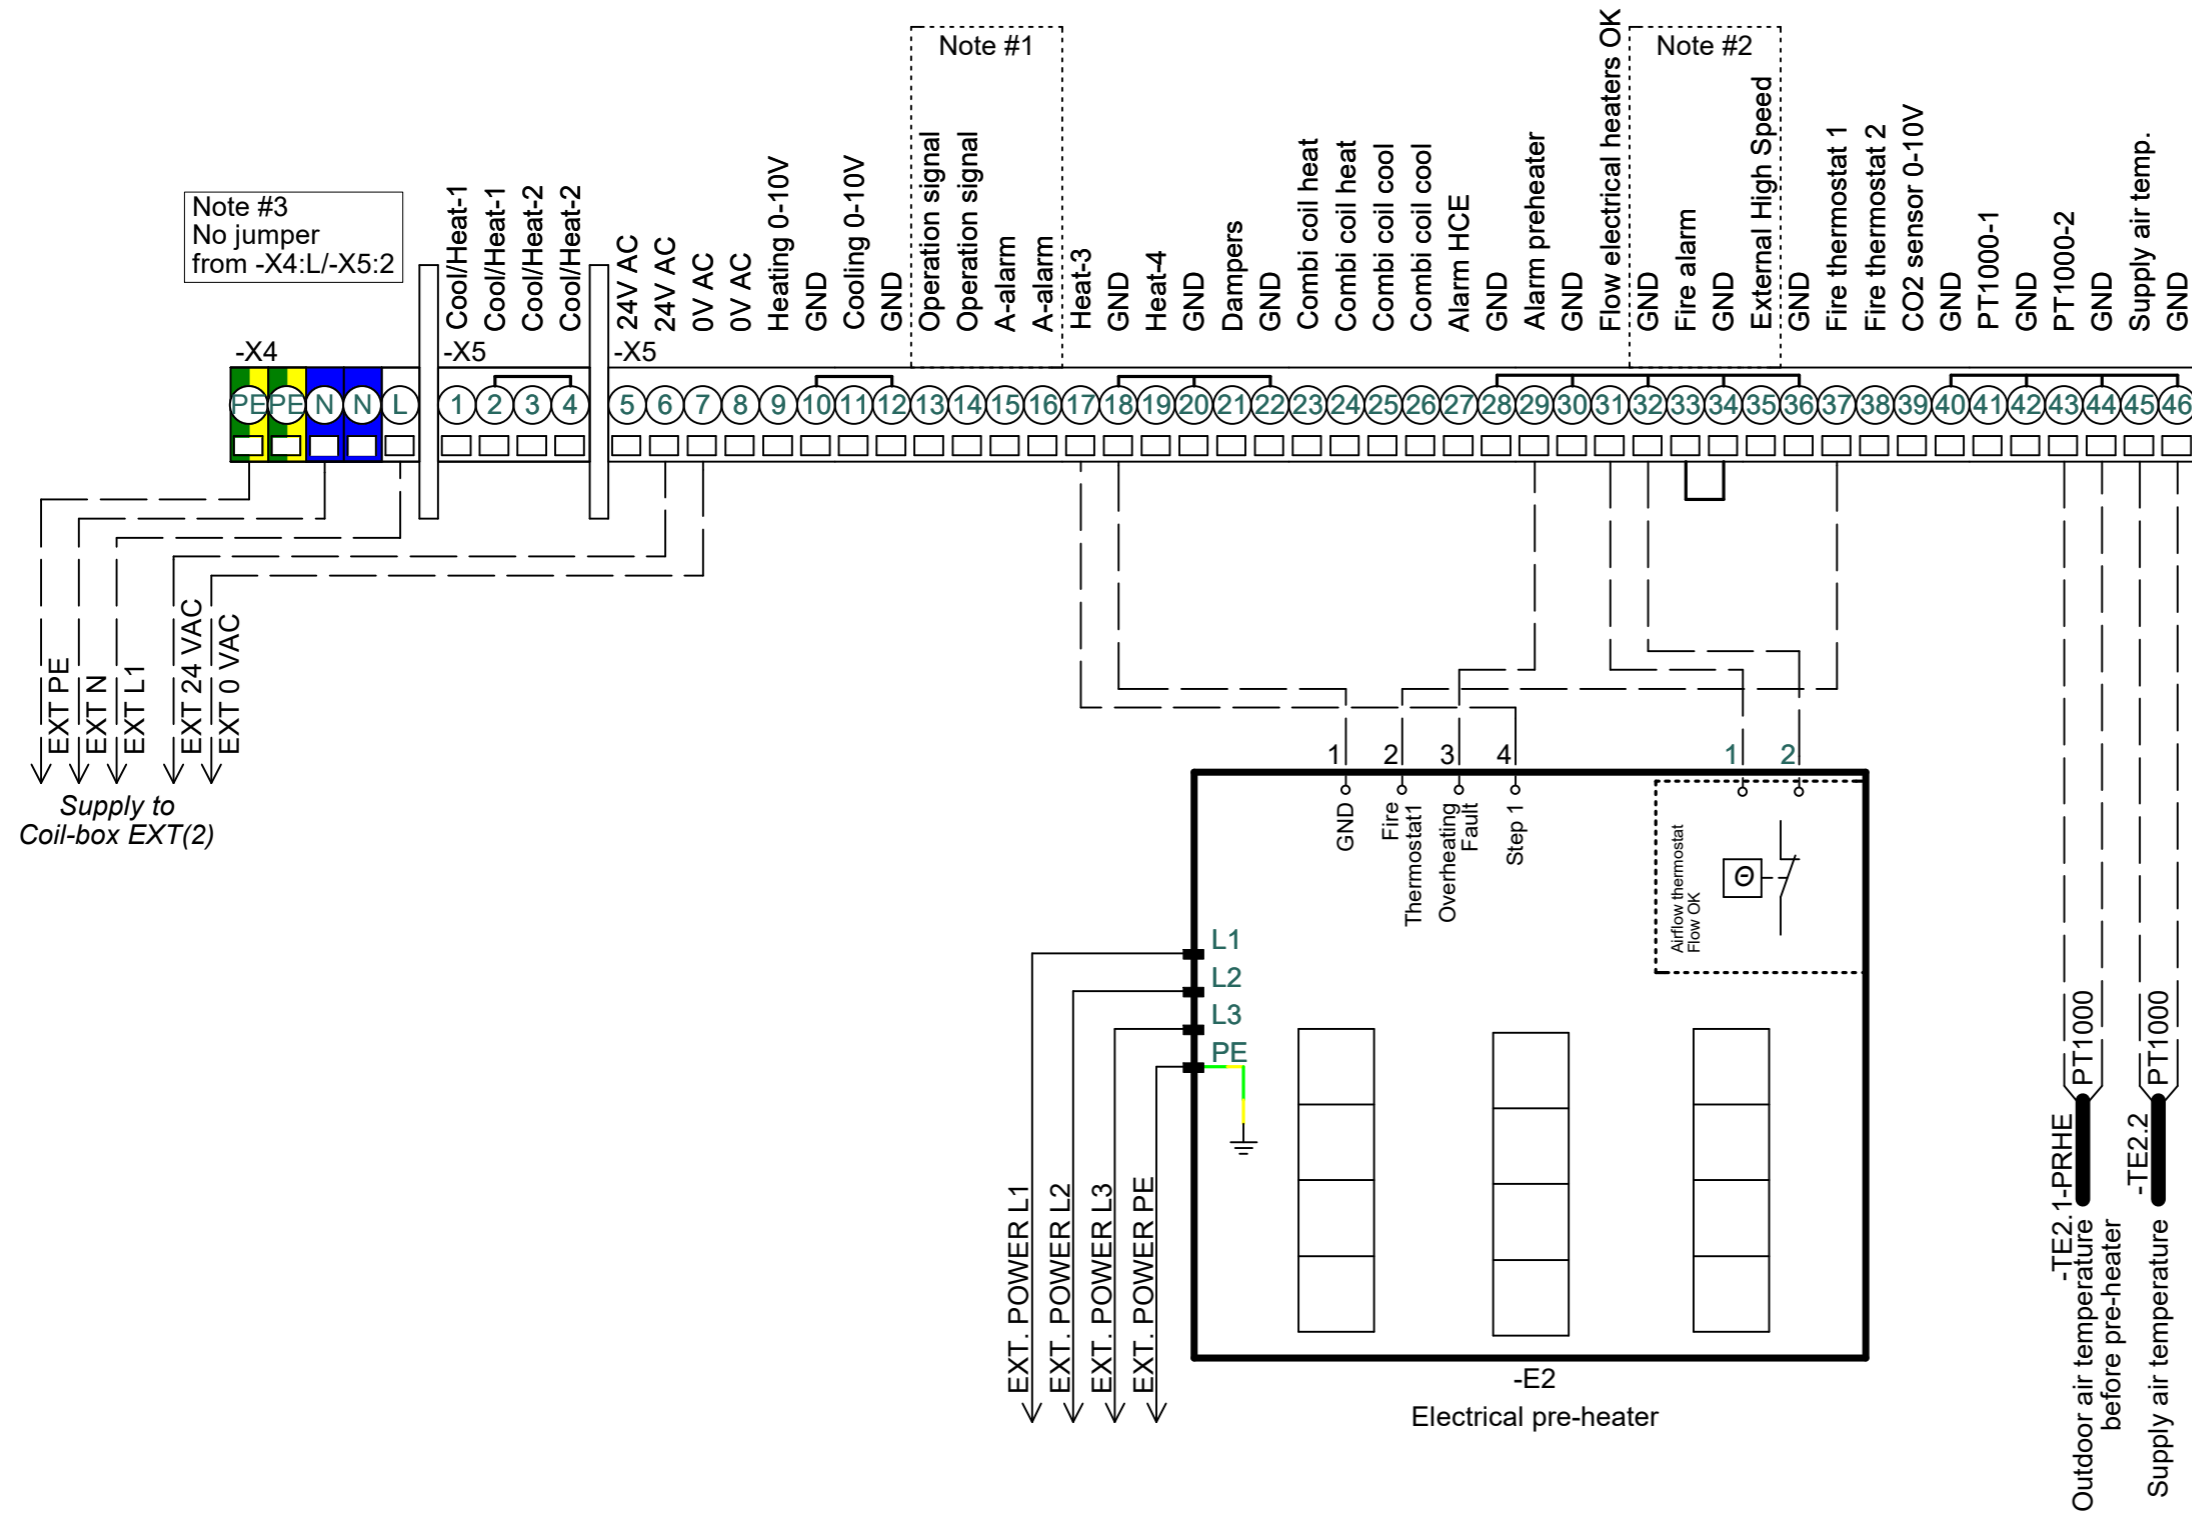 Note #1
Note #2
Note #3
No jumper
from -X4:L/-X5:2
Cool/Heat-1
Cool/Heat-1
Cool/Heat-2
Cool/Heat-2
24V AC
24V AC
0V AC
0V AC
Heating 0-10V
GND
Cooling 0-10V
GND
Operation signal
Operation signal
A-alarm
A-alarm
Heat-3
GND
Heat-4
GND
Dampers
GND
Combi coil heat
Combi coil heat
Combi coil cool
Combi coil cool
Alarm HCE
GND
Alarm preheater
GND
Flow electrical heaters OK
GND
Fire alarm
GND
External High Speed
GND
Fire thermostat 1
Fire thermostat 2
CO2 sensor 0-10V
GND
PT1000-1
GND
PT1000-2
GND
Supply air temp.
GND
-X4 -X5 -X5
PE PE N N L 1 2 3 4 5 6 7 8 9 10 11 12 13 14 15 16 17 18 19 20 21 22 23 24 25 26 27 28 29 30 31 32 33 34 35 36 37 38 39 40 41 42 43 44 45 46
EXT PE
EXT N
EXT L1
EXT 24 VAC
EXT 0 VAC
Supply to
Coil-box EXT(2)
1 2 3 4 1 2
GND
Fire
Thermostat1
Overheating
Fault
Step 1
Airflow thermostat
Flow OK
Θ
L1
L2
L3
PE
EXT. POWER L1
EXT. POWER L2
EXT. POWER L3
EXT. POWER PE
-E2
Electrical pre-heater
PT1000
-TE2.1-PRHE
Outdoor air temperature
before pre-heater
PT1000
-TE2.2
Supply air temperature